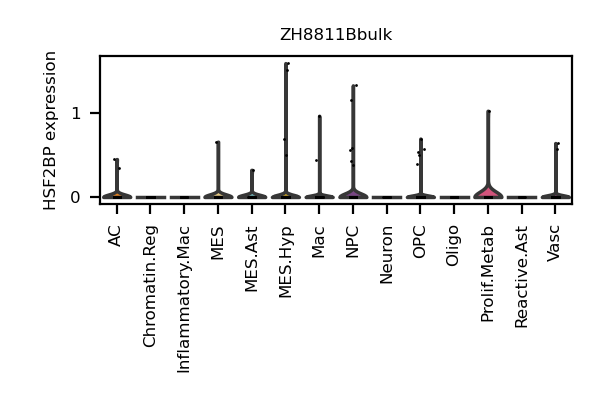 ZH8811Bbulk
HSF2BP expression
1
0
AC
Chromatin.Reg
Inflammatory.Mac
MES
MES.Ast
MES.Hyp
Mac
NPC
Neuron
OPC
Oligo
Prolif.Metab
Reactive.Ast
Vasc